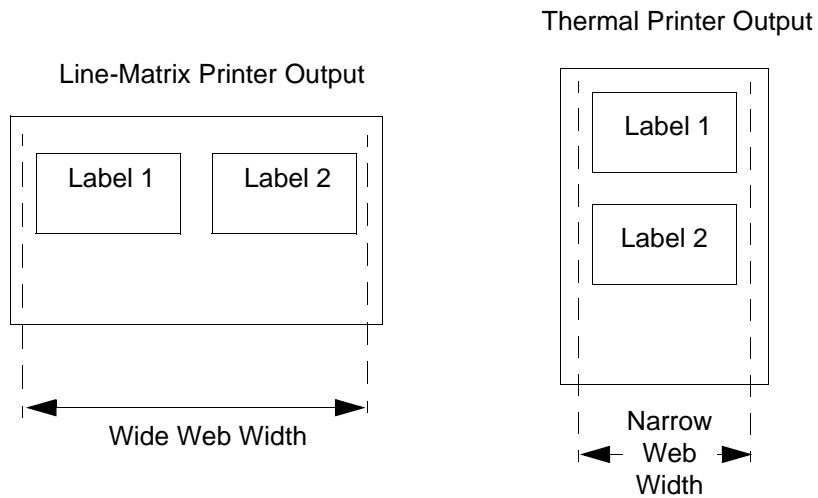 Thermal Printer Output
Line-Matrix Printer Output
Label 1
Label 2
Wide Web Width
Label 1
Label 2
Narrow
Web
Width